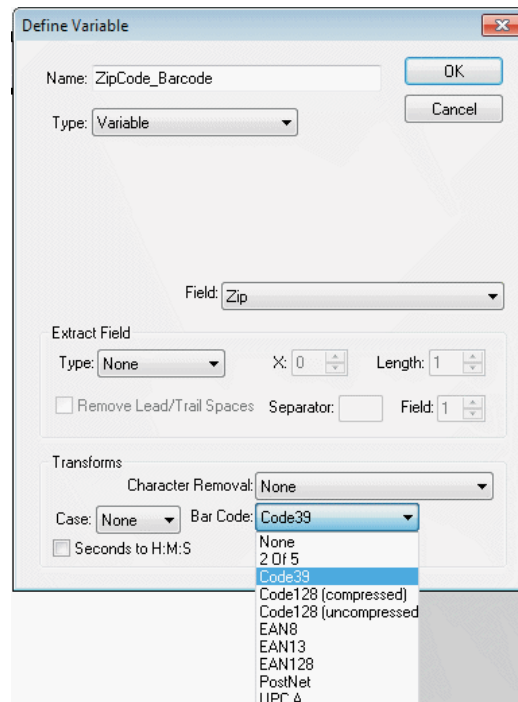 Define Variable
Name: ZipCode_Barcode
OK
Type: Variable
Cancel
Field: Zip
Extract Field
Type: None X: 0 Length: 1
Remove Lead/Trail Spaces Separator: Field: 1
Transforms
Character Removal: None
Case: None Bar Code: Code39
Seconds to H:M:S
None
2 Of 5
Code39
Code128 (compressed)
Code128 (uncompressed
EAN8
EAN13
EAN128
PostNet
UPC A